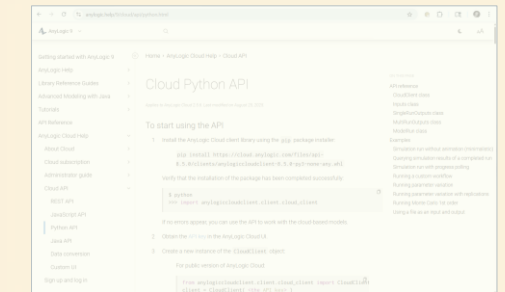 anylogic.help/cloud/api/python.html
AnyLogic 9
Getting started with AnyLogic 9
AnyLogic Help
Library Reference Guides
Advanced Modeling with Java
Tutorials
API Reference
AnyLogic Cloud Help
About Cloud
Cloud subscription
Administrator guide
Cloud API
REST API
JavaScript API
Python API
Java API
Data conversion
Custom UI
Sign up and log in
Home > AnyLogic Cloud Help > Cloud API
Cloud Python API
To start using the API
1. Install the AnyLogic Cloud client library using the pip package installer:
pip install https://cloud.anylogic.com/files/api-
Verify that the installation of the package has been completed successfully:
$ python
>>> import anylogiccloudclient.client.cloud_client
If no errors appear, you can use the API to work with the cloud-based models.
2. Obtain the API key in the AnyLogic Cloud UI.
3. Create a new instance of the CloudClient object:
For public version of AnyLogic Cloud:
from anylogiccloudclient.client.cloud_client import CloudClient
API reference
CloudClient class
Inputs class
SingleRunOutputs class
MultiRunOutputs class
ModelRun class
Examples
Simulation run without animation (minimalistic)
Querying simulation results of a completed run
Simulation run with progress tracking
Running a custom workflow
Running parameter variation
Running parameter variation with replications
Running Monte Carlo 1st order
Using a file as an input and output